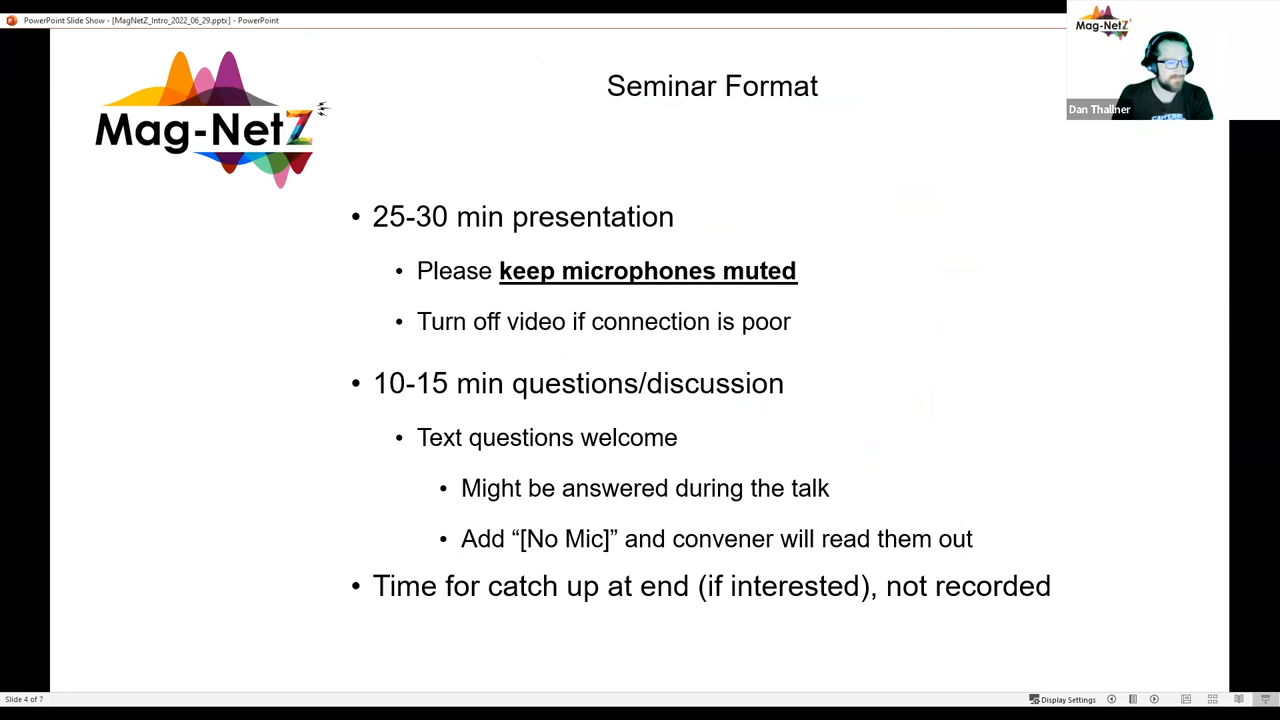 PowerPoint Slide Show - [MagNetZ_Intro_2022_06_29.pptx] - PowerPoint
Mag-NetZ
Dan Thallner
Mag-NetZ
Seminar Format
• 25-30 min presentation
• Please keep microphones muted
• Turn off video if connection is poor
• 10-15 min questions/discussion
• Text questions welcome
• Might be answered during the talk
• Add “[No Mic]” and convener will read them out
• Time for catch up at end (if interested), not recorded
Slide 4 of 7
Display Settings